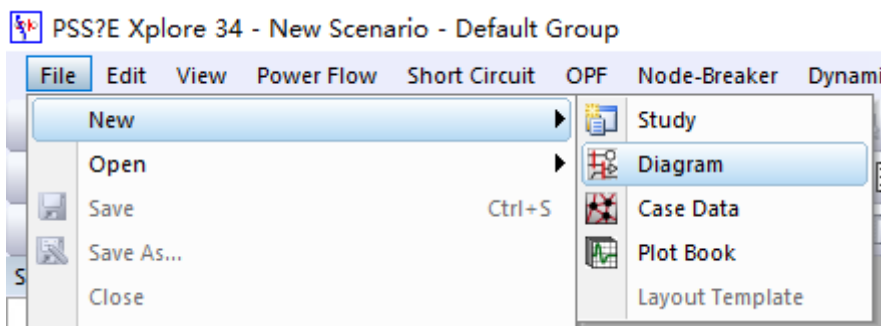 PSS?E Xplore 34 - New Scenario - Default Group
File Edit View Power Flow Short Circuit OPF Node-Breaker Dynami
New
Study
Open
Diagram
Save Ctrl+S
Case Data
Save As...
Plot Book
Close
Layout Template
S